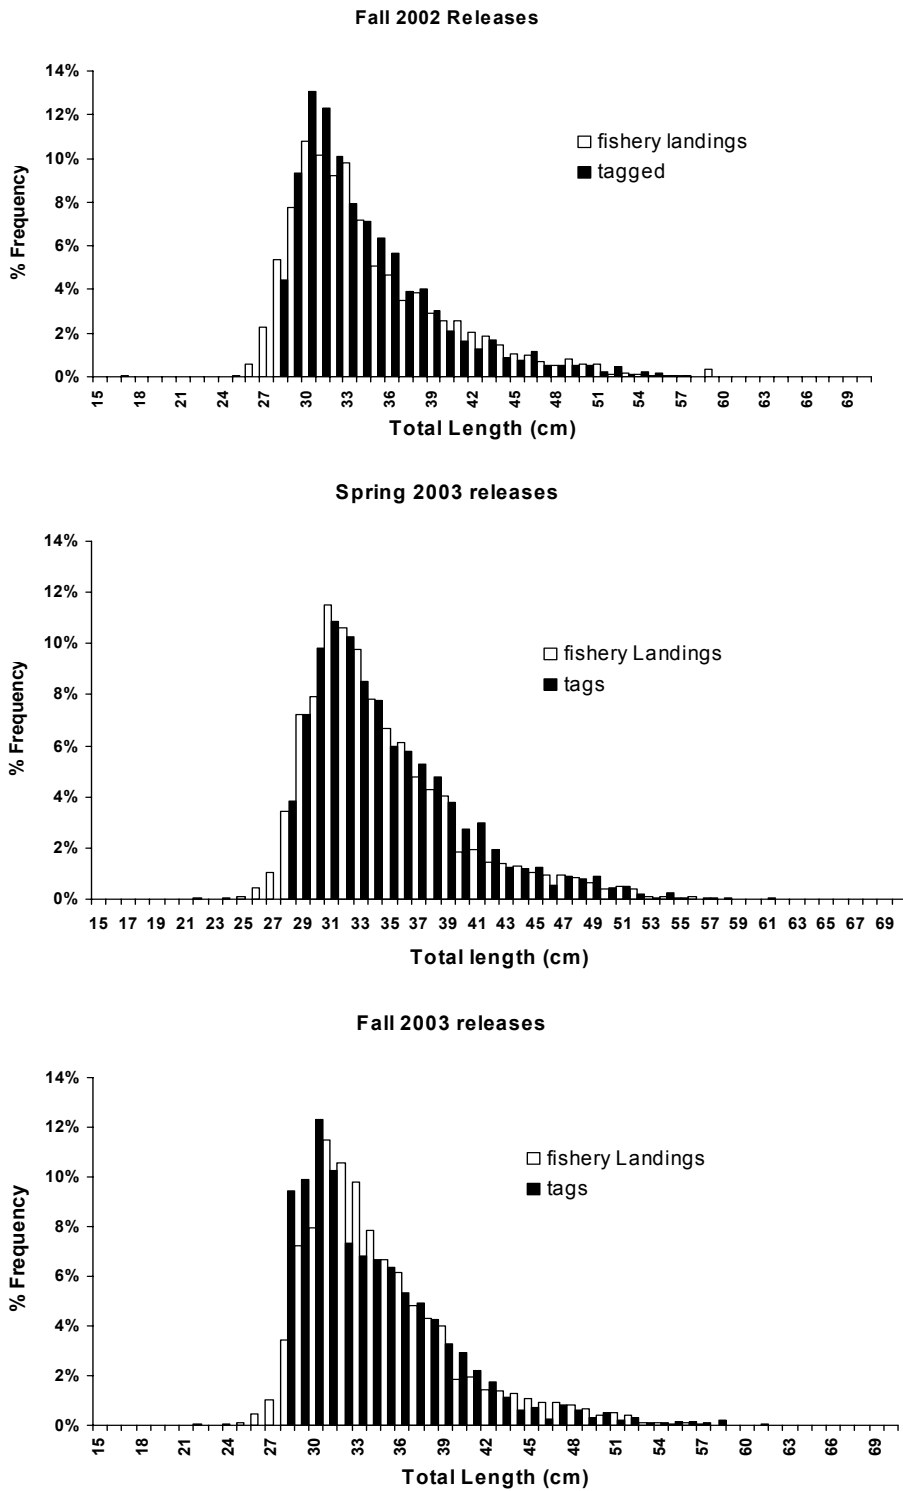 Fall 2002 Releases
14%
12%
10%
8%
6%
4%
2%
0%
% Frequency
fishery landings
tagged
15 18 21 24 27 30 33 36 39 42 45 48 51 54 57 60 63 66 69
Total Length (cm)
Spring 2003 releases
14%
12%
10%
8%
6%
4%
2%
0%
% Frequency
fishery Landings
tags
15 17 19 21 23 25 27 29 31 33 35 37 39 41 43 45 47 49 51 53 55 57 59 61 63 65 67 69
Total length (cm)
Fall 2003 releases
14%
12%
10%
8%
6%
4%
2%
0%
% Frequency
fishery Landings
tags
15 18 21 24 27 30 33 36 39 42 45 48 51 54 57 60 63 66 69
Total Length (cm)